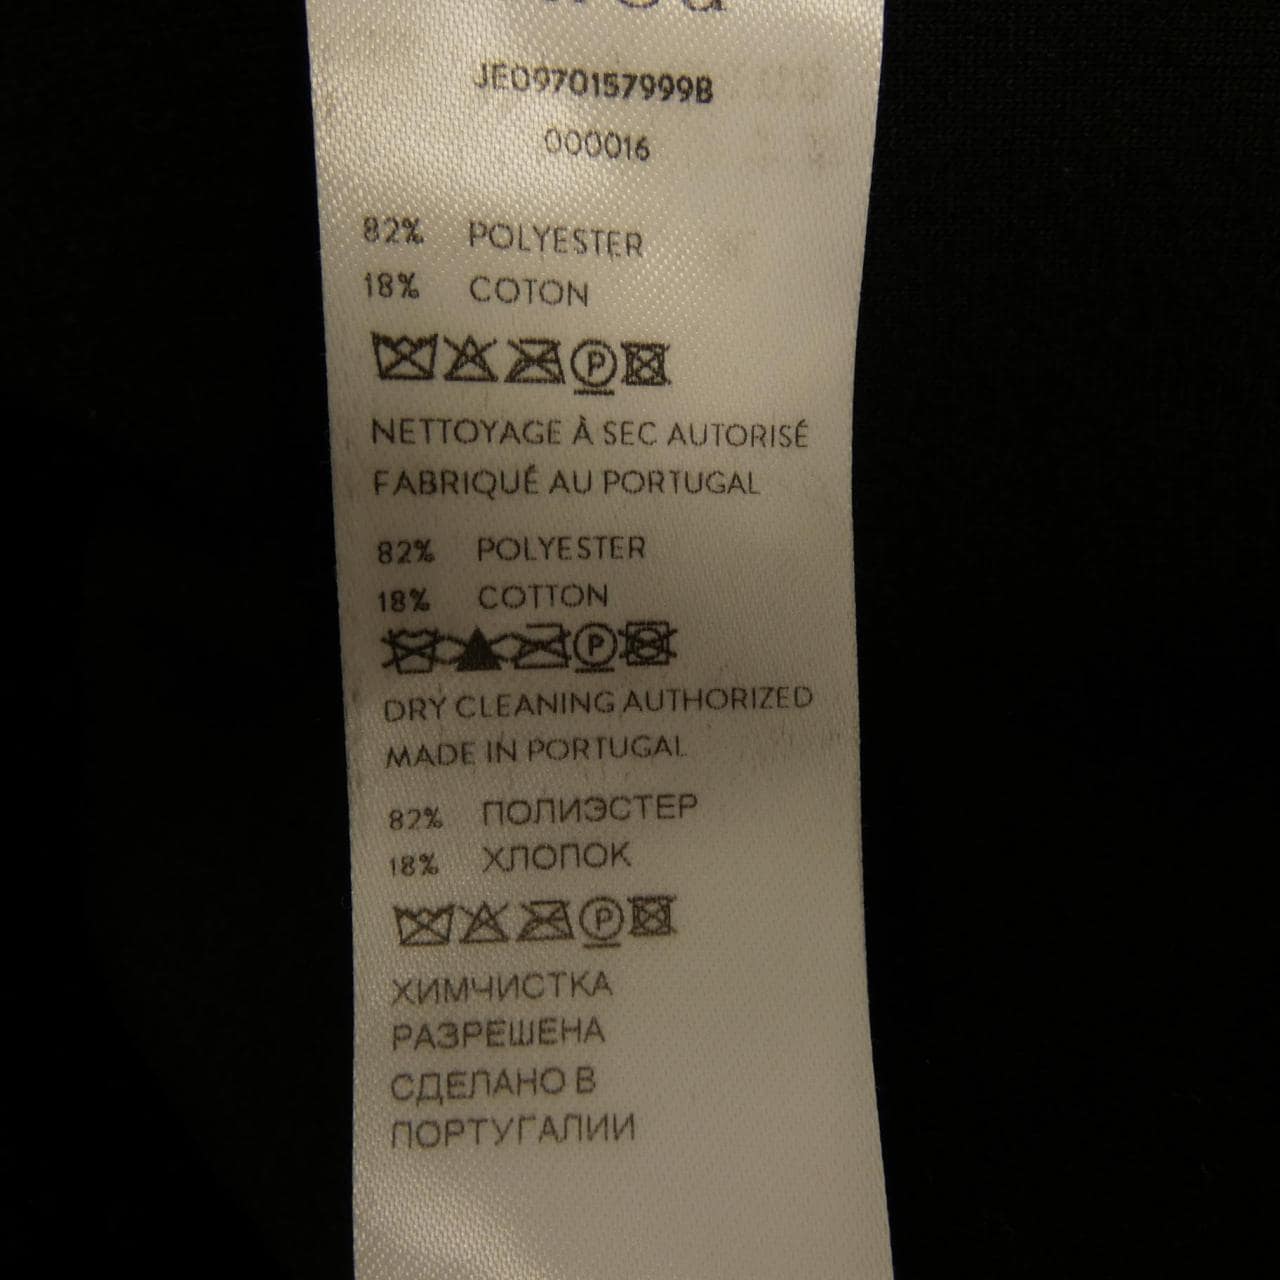 JE0970157999B
000016
82% POLYESTER
18% COTON
P
NETTOYAGE À SEC AUTORISÉ
FABRIQUÉ AU PORTUGAL
82% POLYESTER
18% COTTON
P
DRY CLEANING AUTHORIZED
MADE IN PORTUGAL
82% ПОЛИЭСТЕР
18% ХЛОПОК
P
ХИМЧИСТКА
РАЗРЕШЕНА
СДЕЛАНО В
ПОРТУГАЛИИ